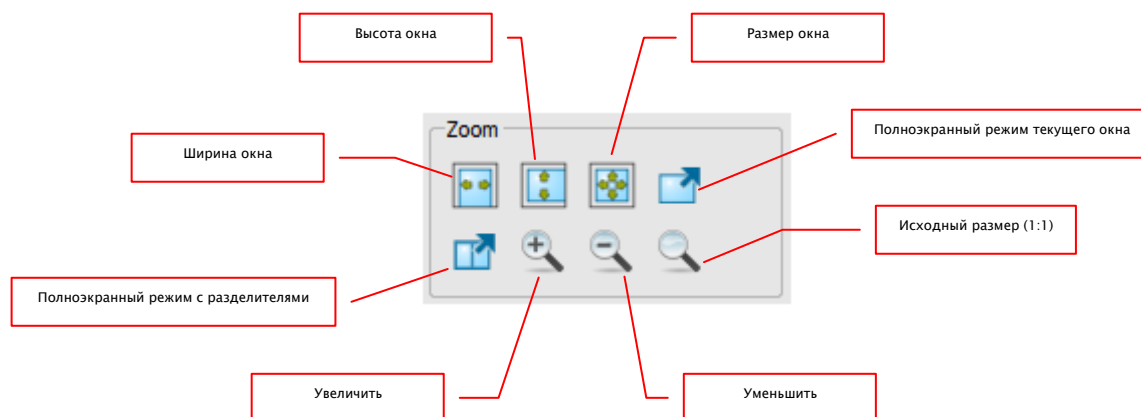 Высота окна
Размер окна
Zoom
Полноэкранный режим текущего окна
Ширина окна
Исходный размер (1:1)
Полноэкранный режим с разделителями
Увеличить
Уменьшить